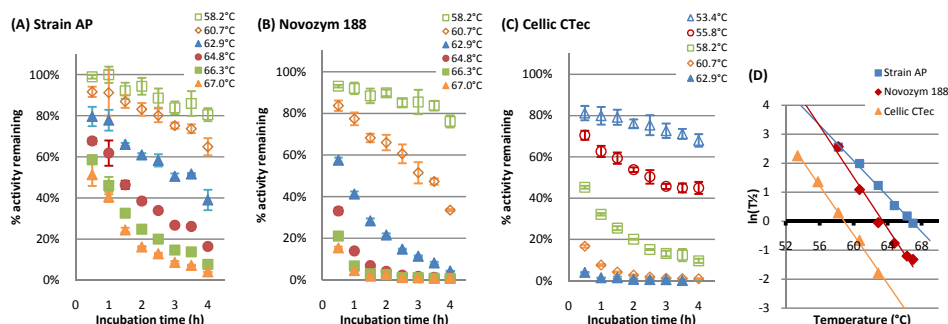 (A) Strain AP
58.2°C
60.7°C
62.9°C
64.8°C
66.3°C
67.0°C
% activity remaining
100%
80%
60%
40%
20%
0%
0 1 2 3 4
Incubation time (h)
(B) Novozym 188
58.2°C
60.7°C
62.9°C
64.8°C
66.3°C
67.0°C
% activity remaining
100%
80%
60%
40%
20%
0%
0 1 2 3 4
Incubation time (h)
(C) Cellic CTec
53.4°C
55.8°C
58.2°C
60.7°C
62.9°C
% activity remaining
100%
80%
60%
40%
20%
0%
0 1 2 3 4
Incubation time (h)
(D)
Strain AP
Novozym 188
Cellic CTec
ln(T½)
4
3
2
1
0
-1
-2
-3
52 56 60 64 68
Temperature (°C)